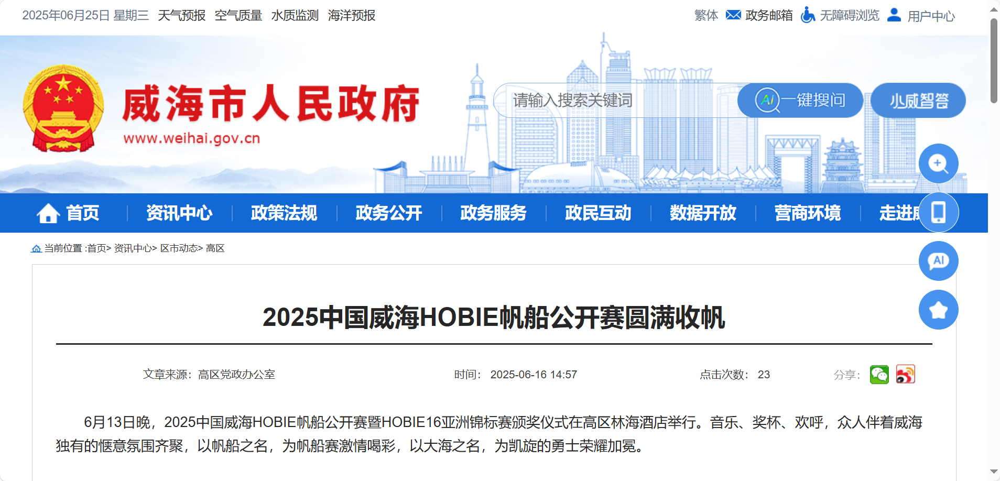 2025年06月25日 星期三 天气预报 空气质量 水质监测 海洋预报 繁体 政务邮箱 无障碍浏览 用户中心
威海市人民政府
www.weihai.gov.cn
请输入搜索关键词 AI一键搜问 小威智答
首页 资讯中心 政策法规 政务公开 政务服务 政民互动 数据开放 营商环境 走进
AI
当前位置 :首页> 资讯中心> 区市动态> 高区
2025中国威海HOBIE帆船公开赛圆满收帆
文章来源：高区党政办公室 时间： 2025-06-16 14:57 点击次数： 23 分享：
6月13日晚，2025中国威海HOBIE帆船公开赛暨HOBIE16亚洲锦标赛颁奖仪式在高区林海酒店举行。音乐、奖杯、欢呼，众人伴着威海
独有的惬意氛围齐聚，以帆船之名，为帆船赛激情喝彩，以大海之名，为凯旋的勇士荣耀加冕。